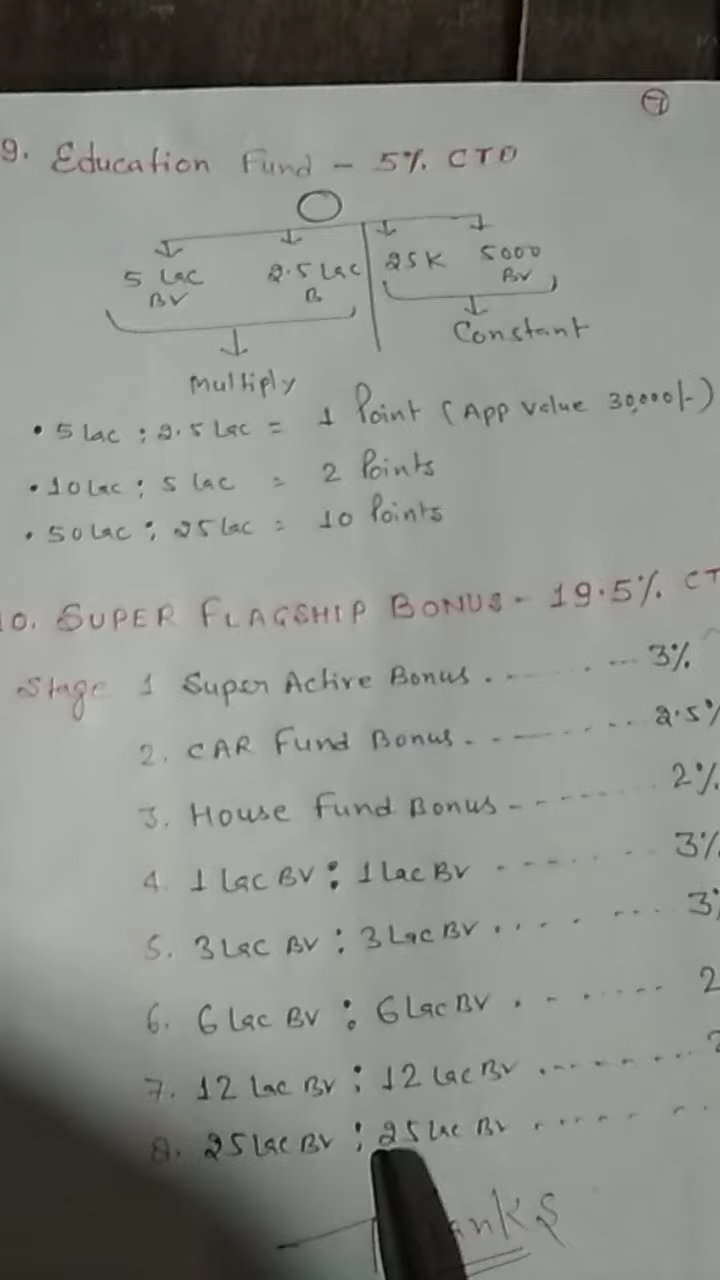 7
9. Education Fund - 5% CTO
5 Lac 2.5 Lac 25K 5000
BV B BV
Constant
Multiply
• 5 Lac : 2.5 Lac = 1 Point (App Value 30,000/-)
• 10 Lac : 5 Lac = 2 Points
• 50 Lac : 25 Lac = 10 Points
10. SUPER FLAGSHIP BONUS - 19.5% CT
Stage 1 Super Active Bonus ........ 3%
2. CAR Fund Bonus ........ 2.5%
3. House Fund Bonus ........ 2%
4. 1 Lac BV : 1 Lac BV ........ 3%
5. 3 Lac BV : 3 Lac BV ........ 3%
6. 6 Lac BV : 6 Lac BV ........ 2
7. 12 Lac BV : 12 Lac BV ........
8. 25 Lac BV : 25 Lac BV ........